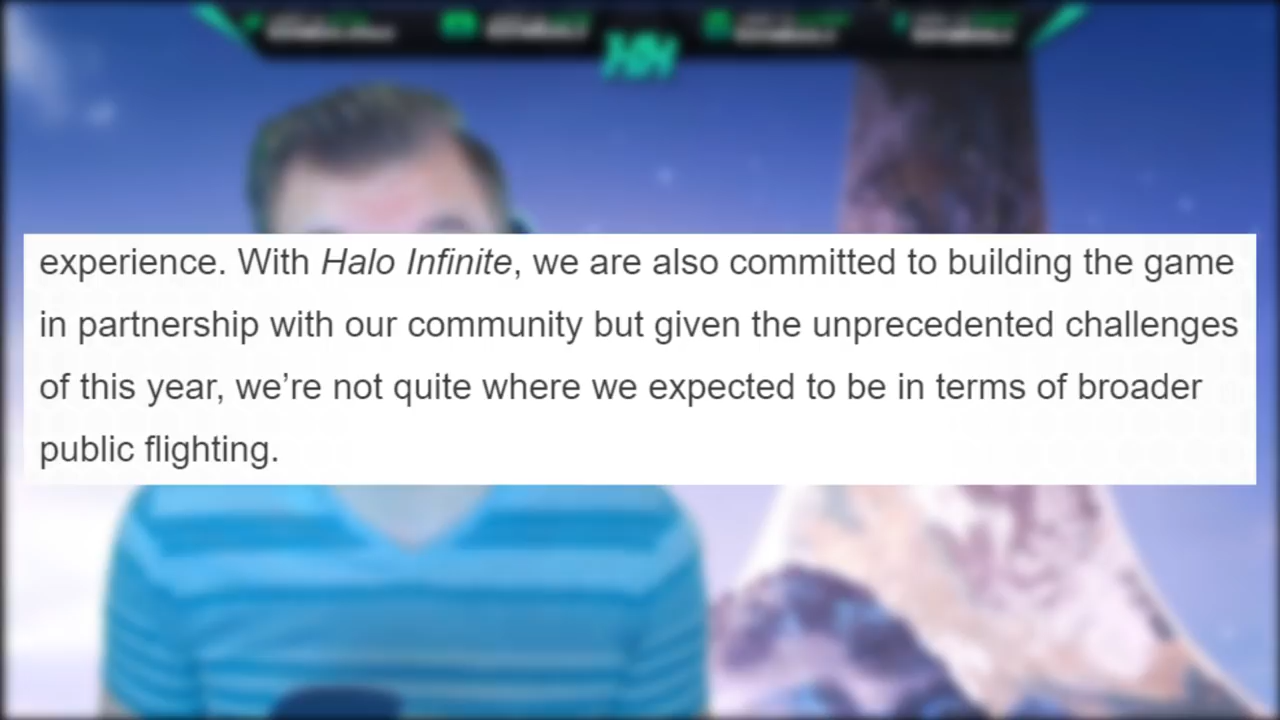 HH
experience. With Halo Infinite, we are also committed to building the game
in partnership with our community but given the unprecedented challenges
of this year, we’re not quite where we expected to be in terms of broader
public flighting.